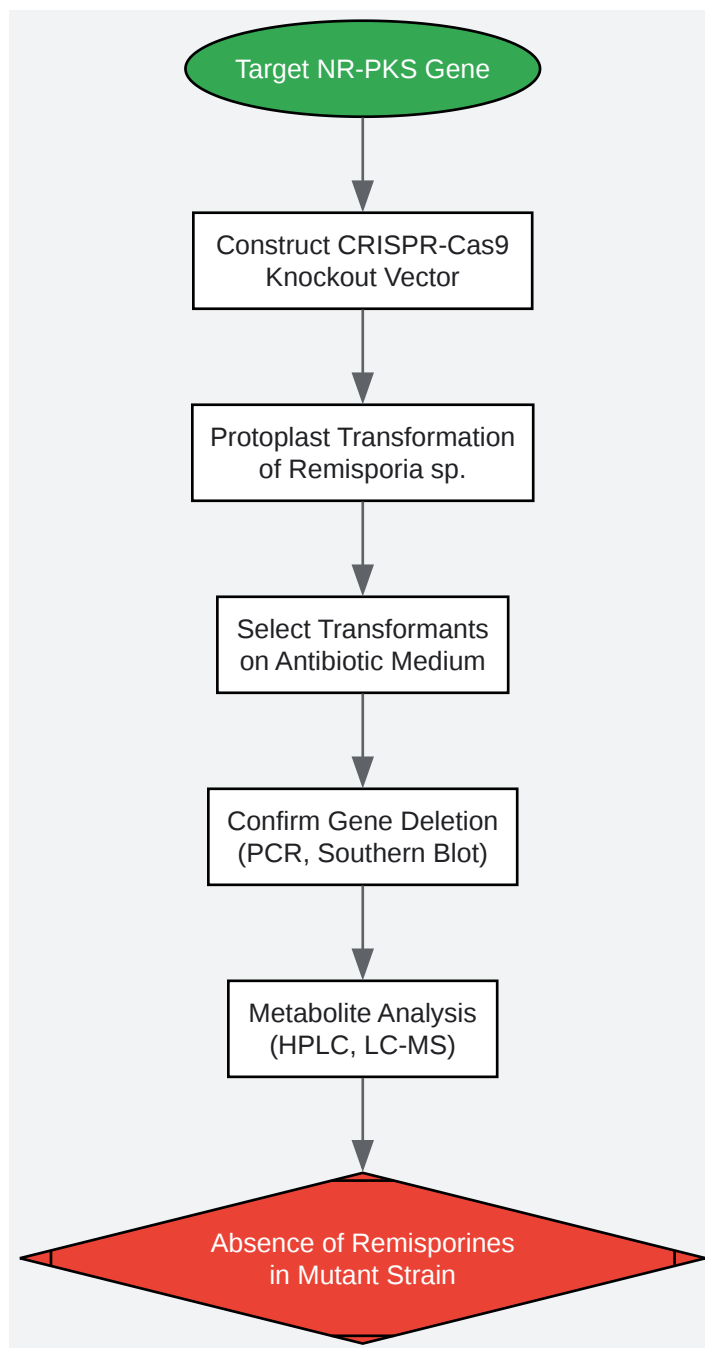 Target NR-PKS Gene
Construct CRISPR-Cas9
Knockout Vector
Protoplast Transformation
of Remisporia sp.
Select Transformants
on Antibiotic Medium
Confirm Gene Deletion
(PCR, Southern Blot)
Metabolite Analysis
(HPLC, LC-MS)
Absence of Remisporines
in Mutant Strain